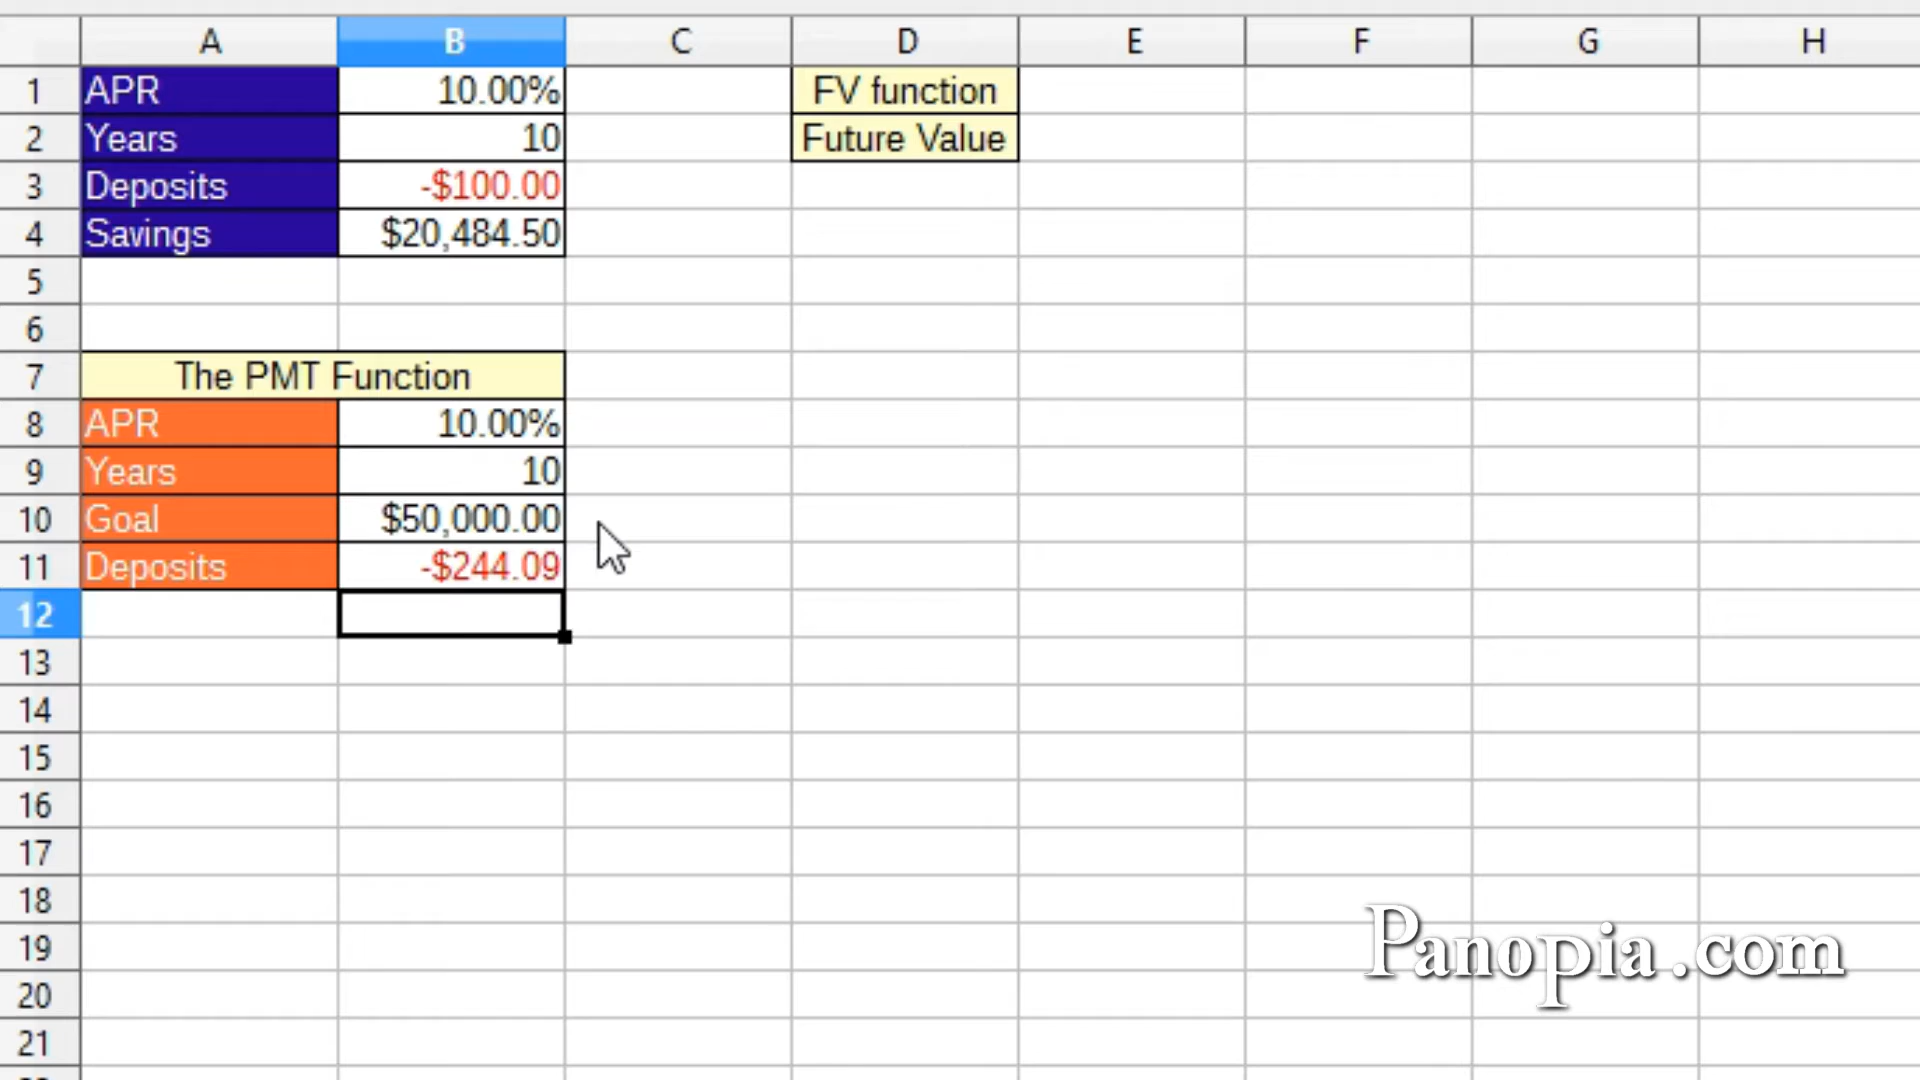 A B C D E F G H
1 APR 10.00% FV function
2 Years 10 Future Value
3 Deposits -$100.00
4 Savings $20,484.50
5
6
7 The PMT Function
8 APR 10.00%
9 Years 10
10 Goal $50,000.00
11 Deposits -$244.09
12
13
14
15
16
17
18
19
20
21
Panopia.com